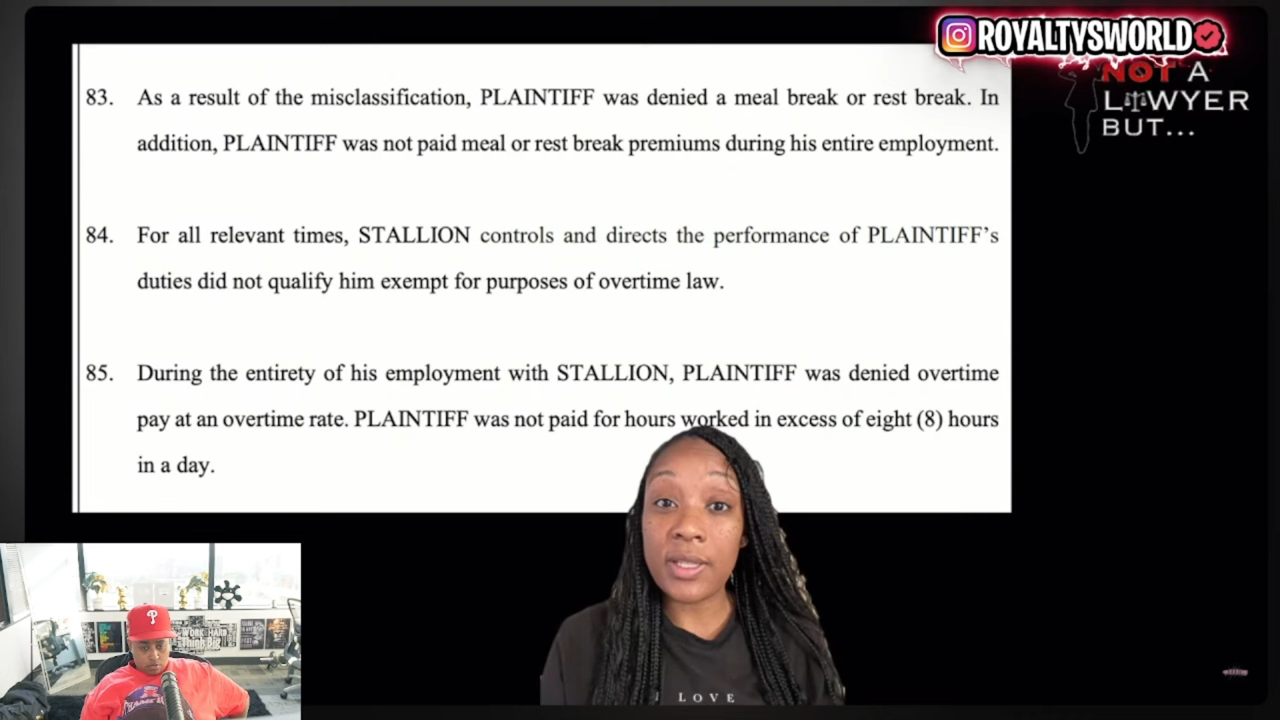 ROYALTYSWORLD
NOT A
LAWYER
BUT...
83. As a result of the misclassification, PLAINTIFF was denied a meal break or rest break. In
addition, PLAINTIFF was not paid meal or rest break premiums during his entire employment.
84. For all relevant times, STALLION controls and directs the performance of PLAINTIFF’s
duties did not qualify him exempt for purposes of overtime law.
85. During the entirety of his employment with STALLION, PLAINTIFF was denied overtime
pay at an overtime rate. PLAINTIFF was not paid for hours worked in excess of eight (8) hours
in a day.
P
WORK HARD
Think Big
I LOVE